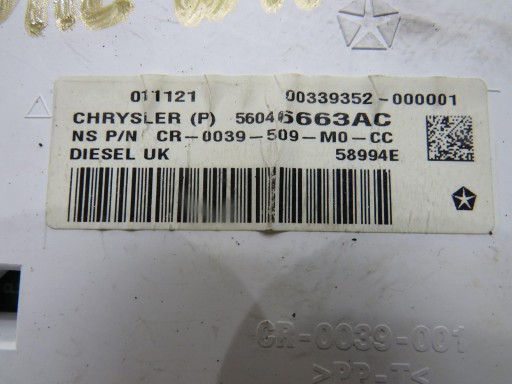 011121 00339352-000001
CHRYSLER (P) 56046663AC
NS P/N CR-0039-509-M0-CC
DIESEL UK 58994E
CR-0039-001
>PP-T<